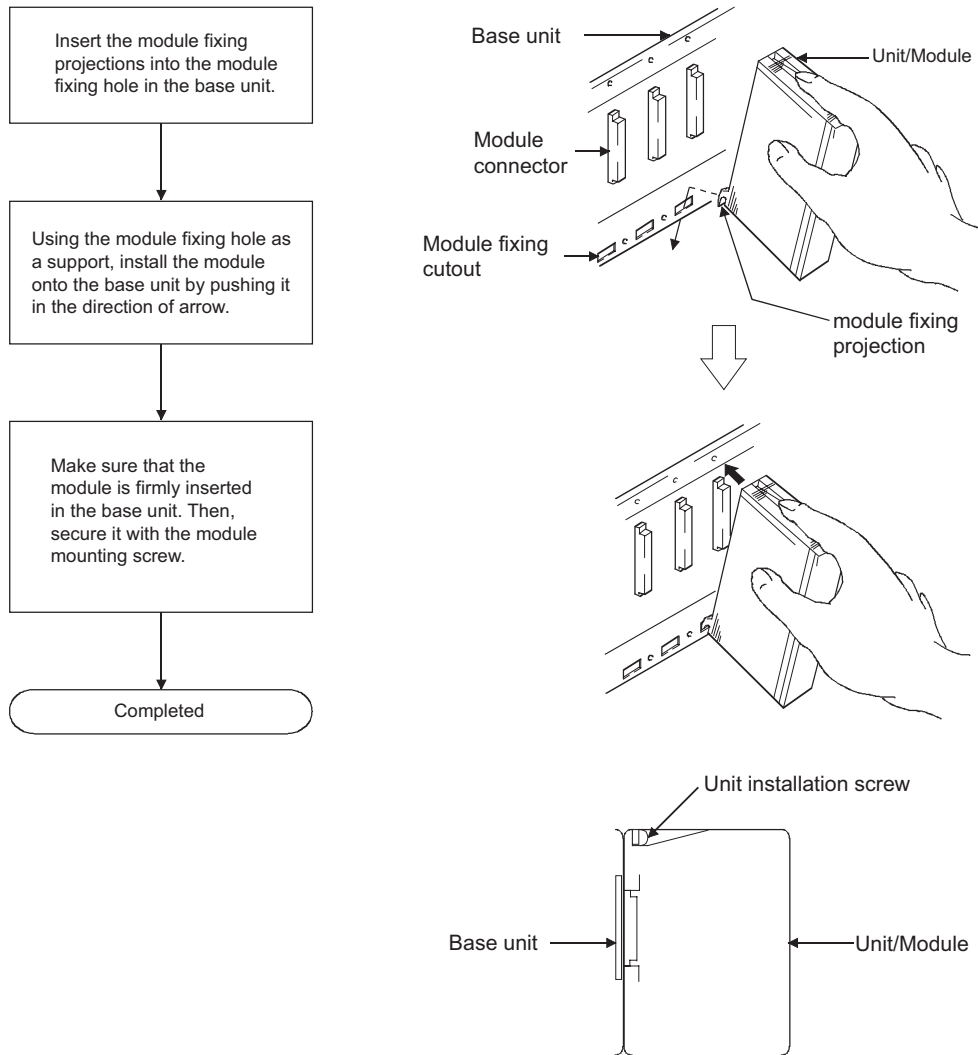 Insert the module fixing
projections into the module
fixing hole in the base unit.
Using the module fixing hole as
a support, install the module
onto the base unit by pushing it
in the direction of arrow.
Make sure that the
module is firmly inserted
in the base unit. Then,
secure it with the module
mounting screw.
Completed
Base unit
Unit/Module
Module
connector
Module fixing
cutout
module fixing
projection
Unit installation screw
Base unit
Unit/Module